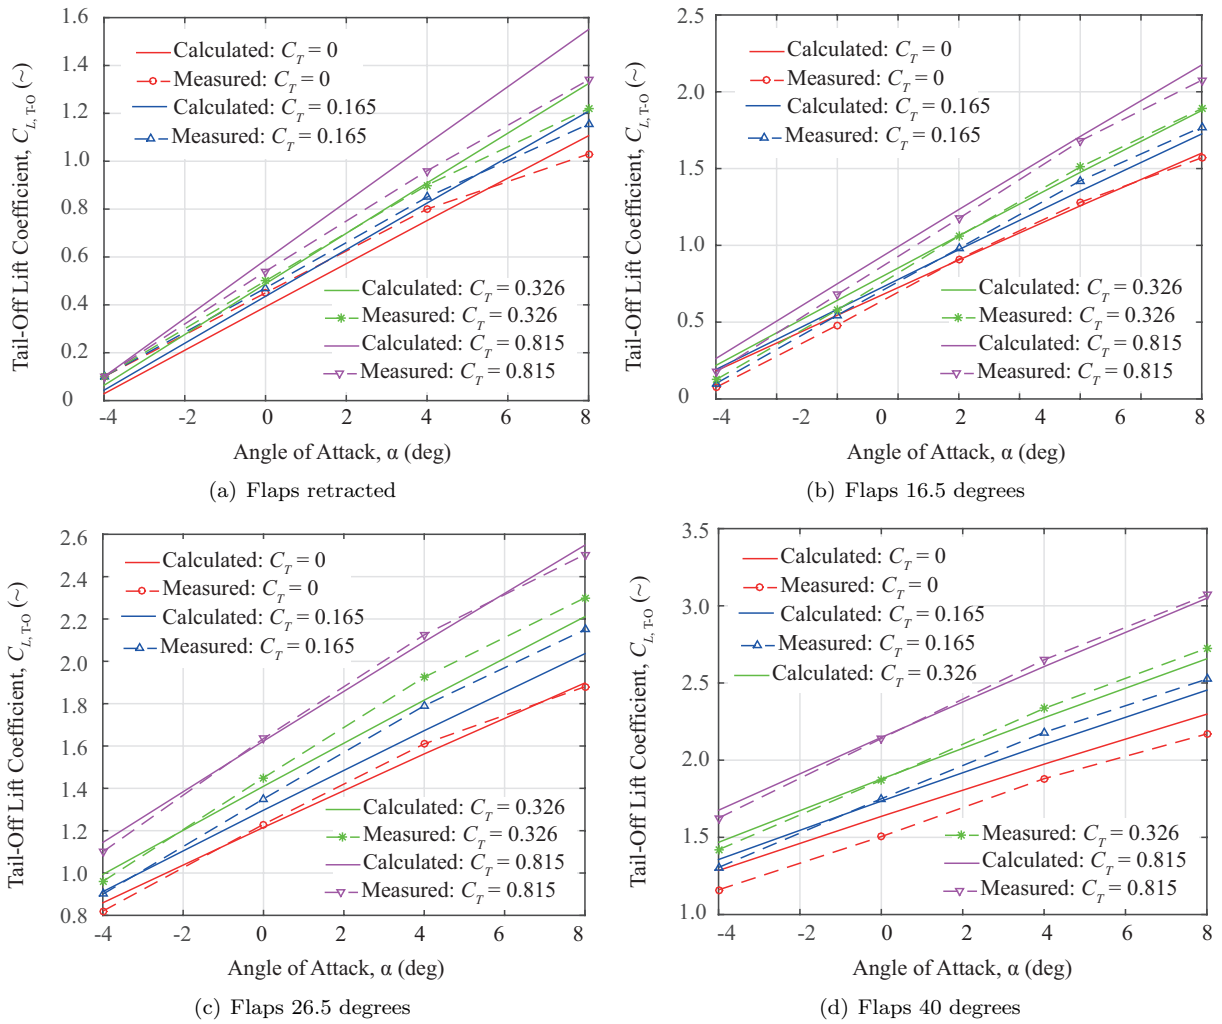 1.6
1.4
1.2
1.0
0.8
0.6
0.4
0.2
0
-4
-2
0
2
4
6
8
Tail-Off Lift Coefficient, C_{L, T-O} (~)
Angle of Attack, α (deg)
Calculated: C_T = 0
Measured: C_T = 0
Calculated: C_T = 0.165
Measured: C_T = 0.165
Calculated: C_T = 0.326
Measured: C_T = 0.326
Calculated: C_T = 0.815
Measured: C_T = 0.815
(a) Flaps retracted
2.5
2.0
1.5
1.0
0.5
0
-4
-2
0
2
4
6
8
Tail-Off Lift Coefficient, C_{L, T-O} (~)
Angle of Attack, α (deg)
Calculated: C_T = 0
Measured: C_T = 0
Calculated: C_T = 0.165
Measured: C_T = 0.165
Calculated: C_T = 0.326
Measured: C_T = 0.326
Calculated: C_T = 0.815
Measured: C_T = 0.815
(b) Flaps 16.5 degrees
2.6
2.4
2.2
2.0
1.8
1.6
1.4
1.2
1.0
0.8
-4
-2
0
2
4
6
8
Tail-Off Lift Coefficient, C_{L, T-O} (~)
Angle of Attack, α (deg)
Calculated: C_T = 0
Measured: C_T = 0
Calculated: C_T = 0.165
Measured: C_T = 0.165
Calculated: C_T = 0.326
Measured: C_T = 0.326
Calculated: C_T = 0.815
Measured: C_T = 0.815
(c) Flaps 26.5 degrees
3.5
3.0
2.5
2.0
1.5
1.0
-4
-2
0
2
4
6
8
Tail-Off Lift Coefficient, C_{L, T-O} (~)
Angle of Attack, α (deg)
Calculated: C_T = 0
Measured: C_T = 0
Calculated: C_T = 0.165
Measured: C_T = 0.165
Calculated: C_T = 0.326
Measured: C_T = 0.326
Calculated: C_T = 0.815
Measured: C_T = 0.815
(d) Flaps 40 degrees